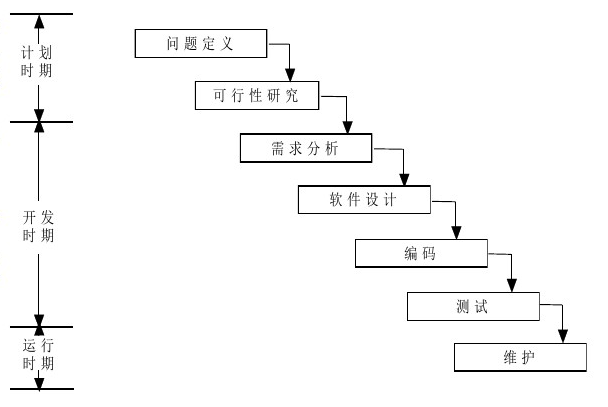 计划
时期
问题定义
可行性研究
需求分析
开发
时期
软件设计
编码
测试
运行
时期
维护